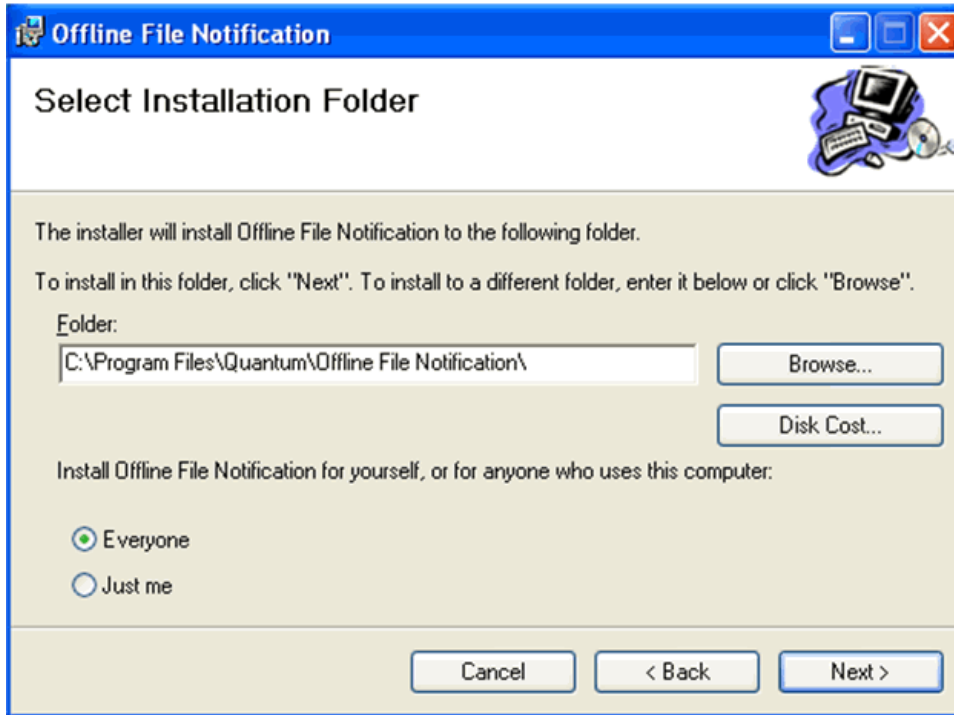 Offline File Notification
Select Installation Folder
The installer will install Offline File Notification to the following folder.
To install in this folder, click "Next". To install to a different folder, enter it below or click "Browse".
Folder:
C:\Program Files\Quantum\Offline File Notification\
Browse...
Disk Cost...
Install Offline File Notification for yourself, or for anyone who uses this computer:
Everyone
Just me
Cancel
< Back
Next >